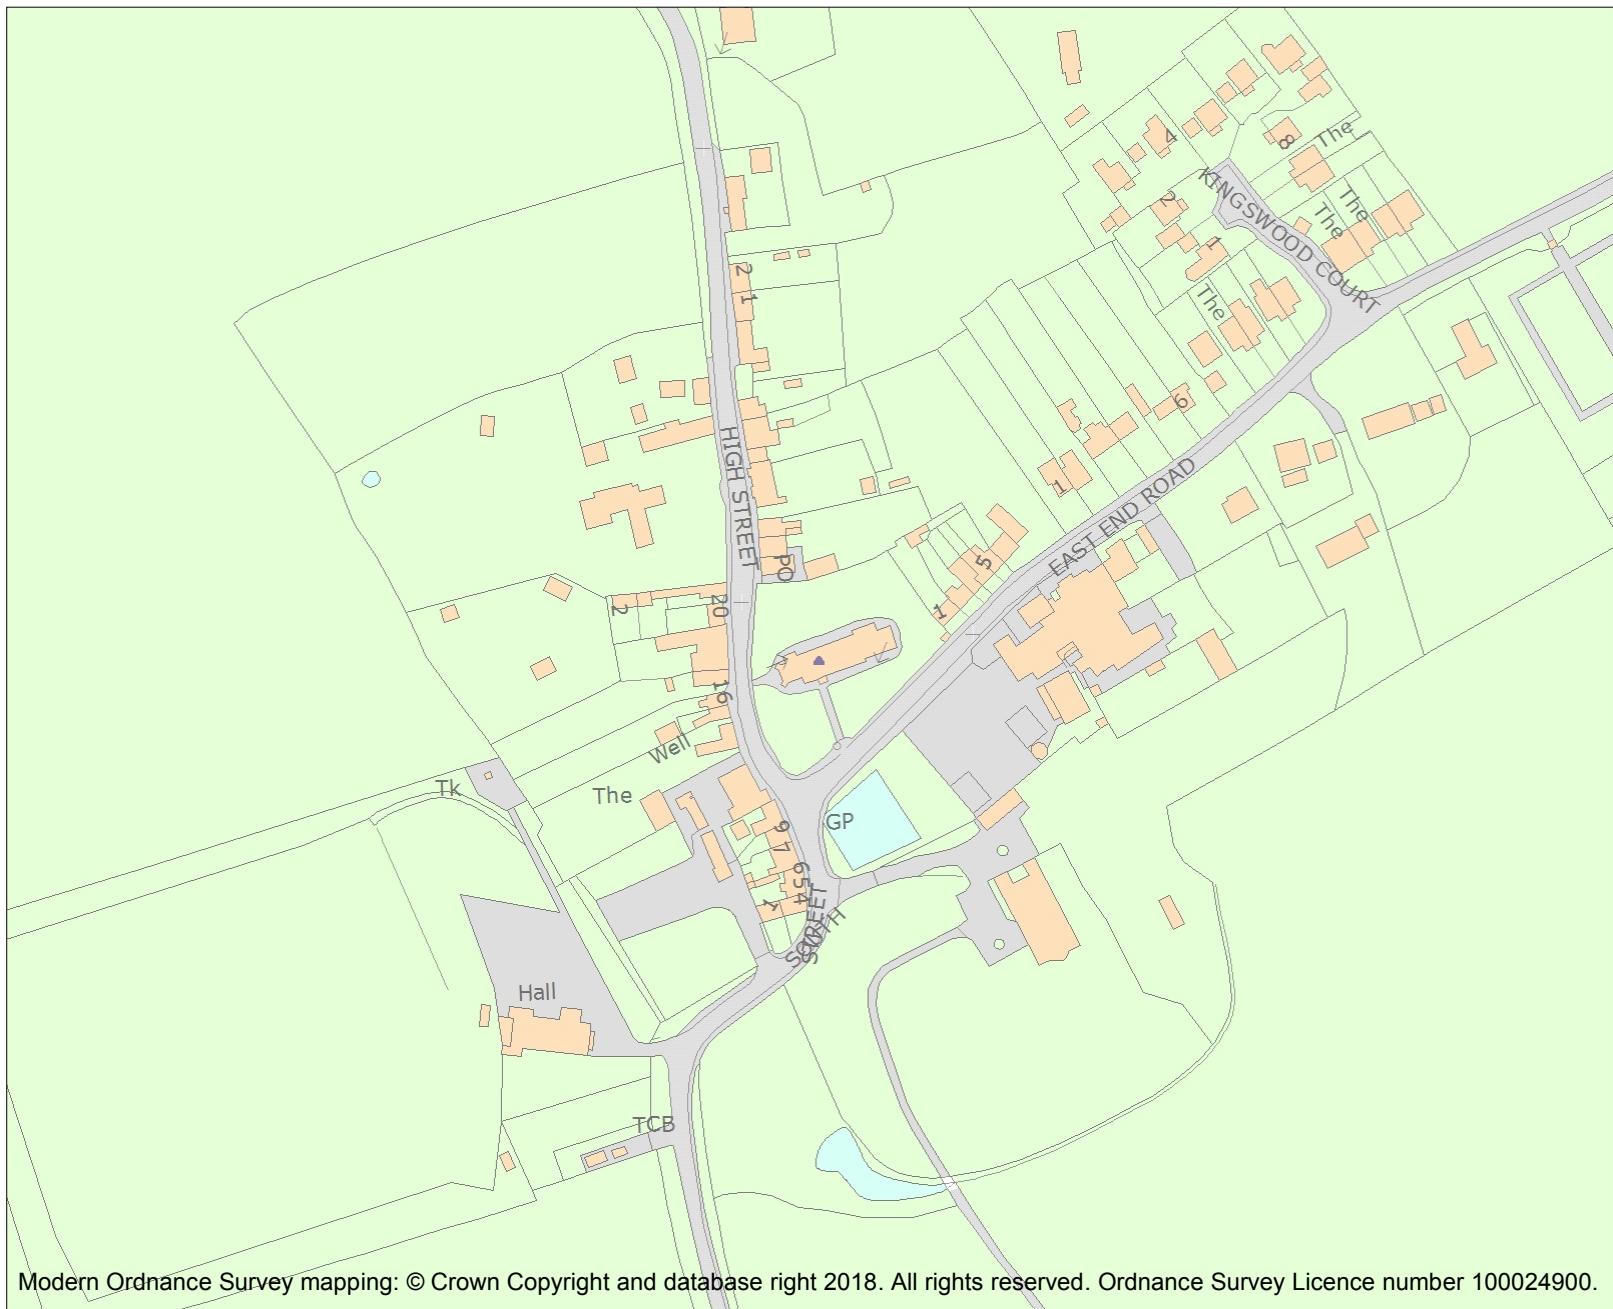 The
4
8
KINGSWOOD COURT
2
The
The
1
The
2
1
6
HIGH STREET
1
EAST END ROAD
PO
5
1
20
2
16
Well
The
Tk
GP
9
7
6
5
4
1
SOUTH
STREET
Hall
TCB
Modern Ordnance Survey mapping: © Crown Copyright and database right 2018. All rights reserved. Ordnance Survey Licence number 100024900.